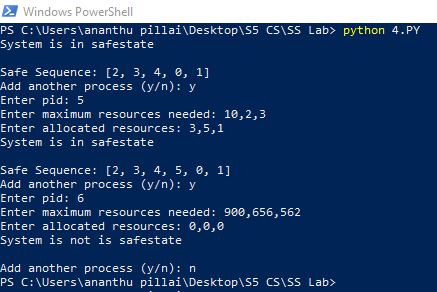 Windows PowerShell
PS C:\Users\ananthu pillai\Desktop\S5 CS\SS Lab> python 4.PY
System is in safestate
Safe Sequence: [2, 3, 4, 0, 1]
Add another process (y/n): y
Enter pid: 5
Enter maximum resources needed: 10,2,3
Enter allocated resources: 3,5,1
System is in safestate
Safe Sequence: [2, 3, 4, 5, 0, 1]
Add another process (y/n): y
Enter pid: 6
Enter maximum resources needed: 900,656,562
Enter allocated resources: 0,0,0
System is not is safestate
Add another process (y/n): n
PS C:\Users\ananthu pillai\Desktop\S5 CS\SS Lab>